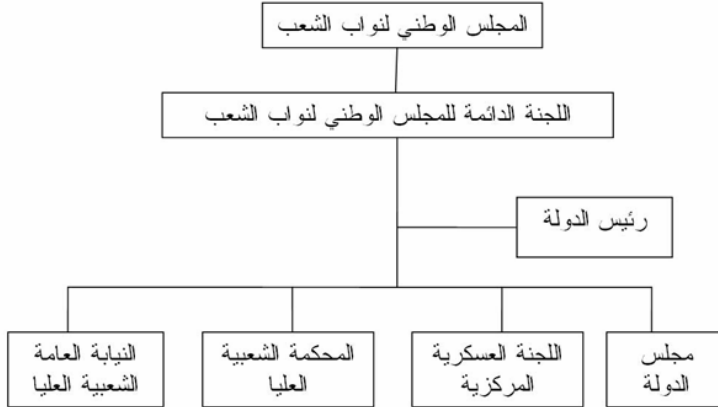 المجلس الوطني لنواب الشعب
اللجنة الدائمة للمجلس الوطني لنواب الشعب
رئيس الدولة
مجلس
الدولة
اللجنة العسكرية
المركزية
المحكمة الشعبية
العليا
النيابة العامة
الشعبية العليا